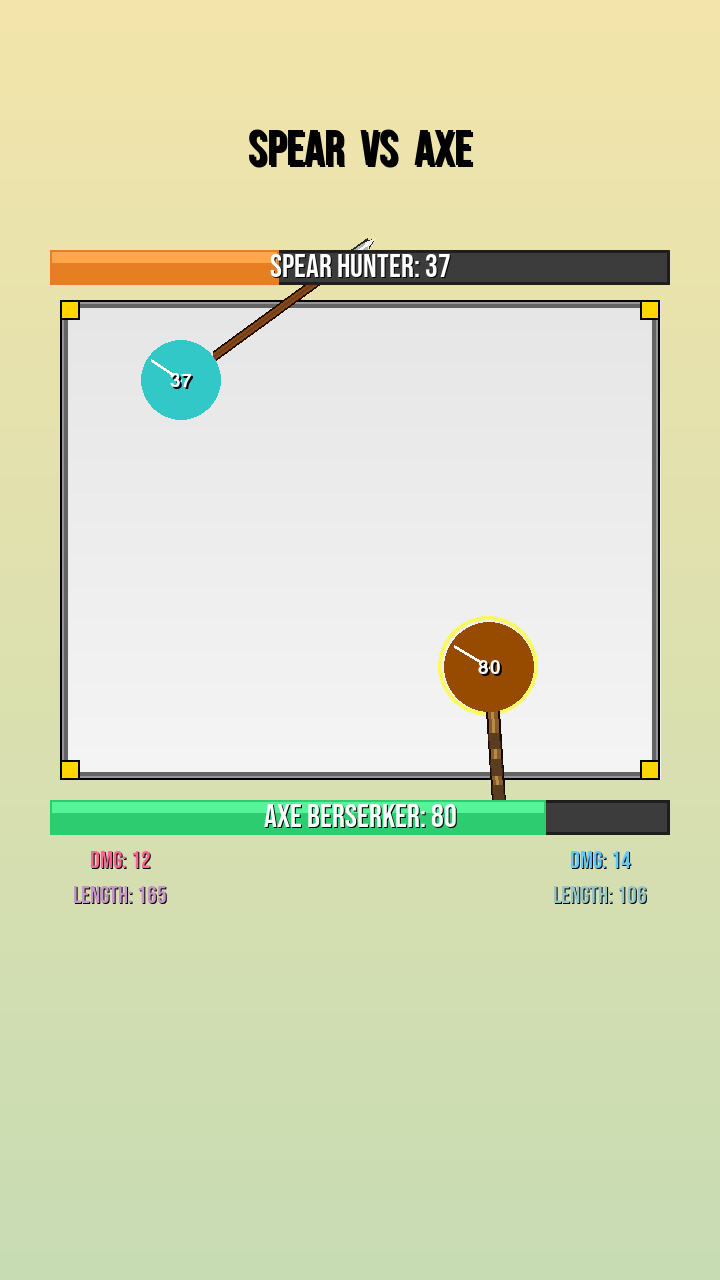 SPEAR VS AXE
SPEAR HUNTER: 37
37
80
AXE BERSERKER: 80
DMG: 12
DMG: 14
LENGTH: 165
LENGTH: 106